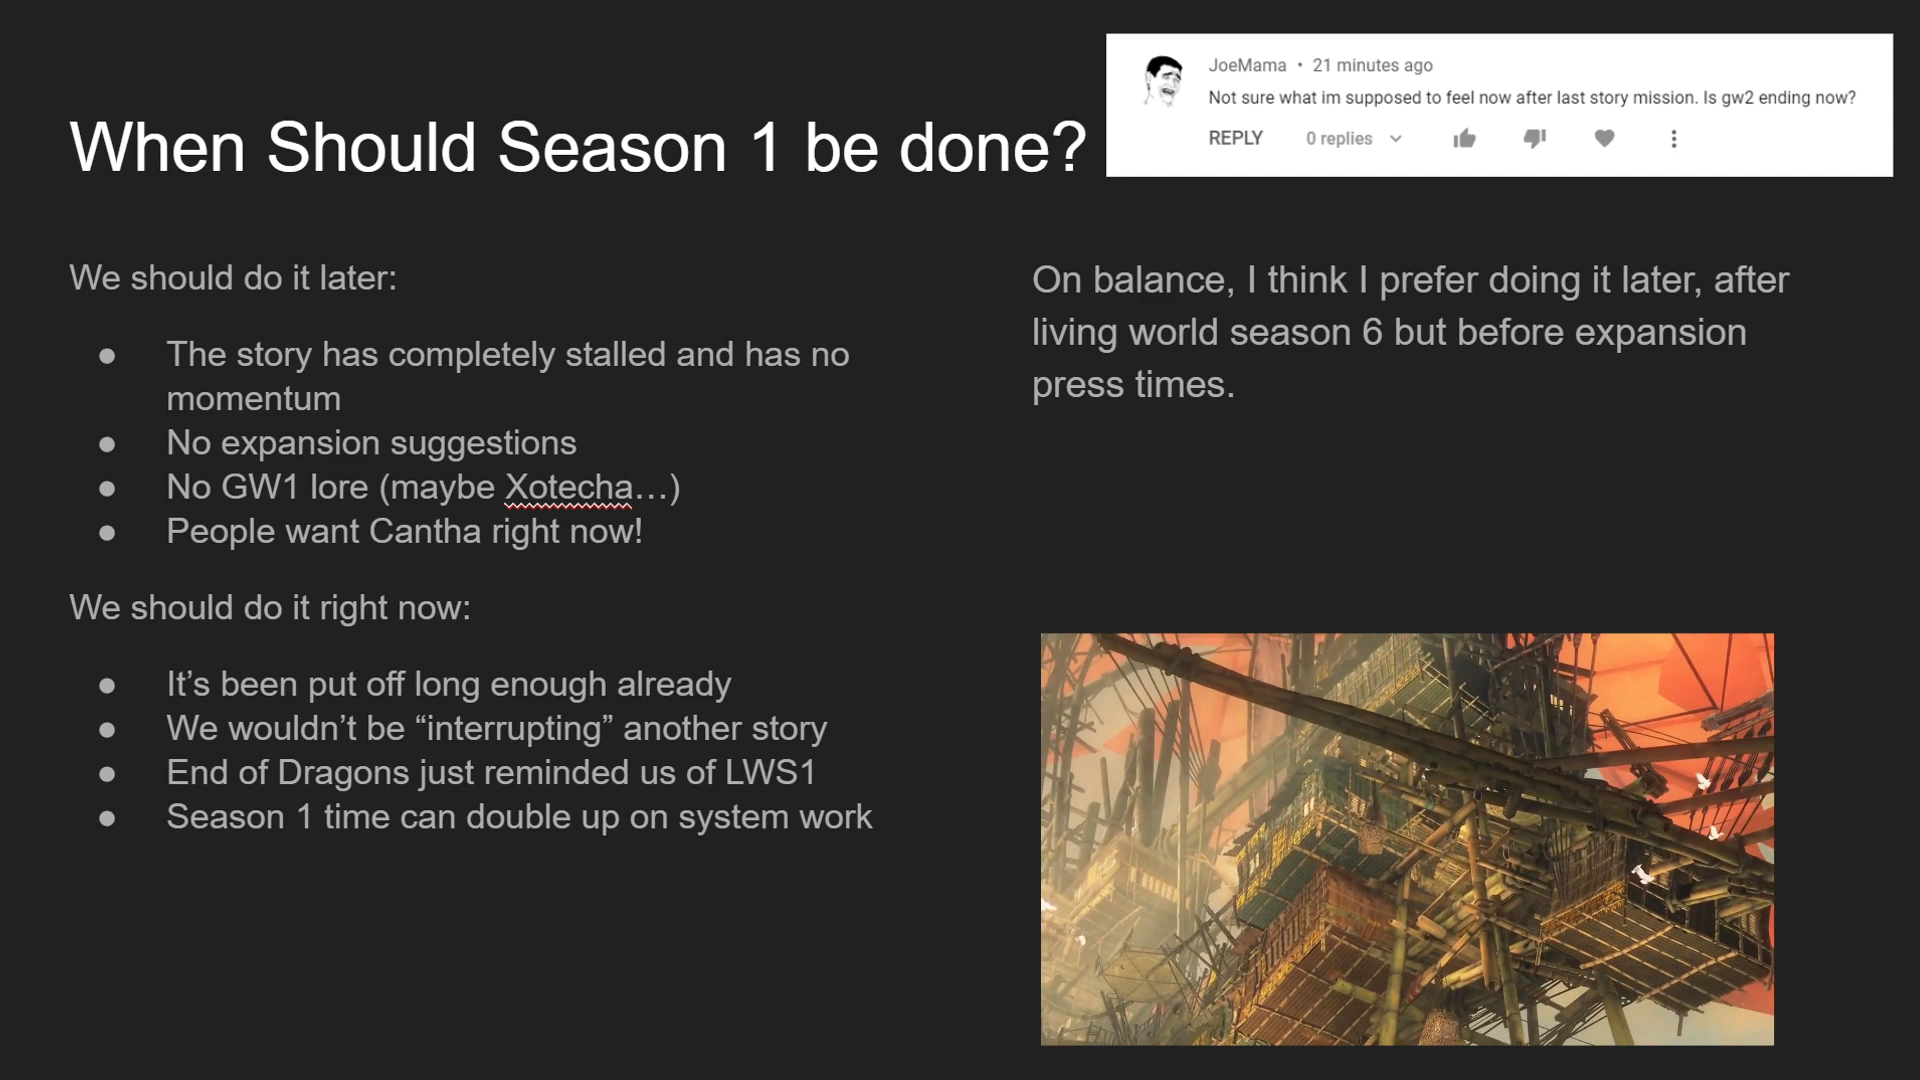 When Should Season 1 be done?
JoeMama • 21 minutes ago
Not sure what im supposed to feel now after last story mission. Is gw2 ending now?
REPLY 0 replies
We should do it later:
● The story has completely stalled and has no
momentum
● No expansion suggestions
● No GW1 lore (maybe Xotecha…)
● People want Cantha right now!
We should do it right now:
● It’s been put off long enough already
● We wouldn’t be “interrupting” another story
● End of Dragons just reminded us of LWS1
● Season 1 time can double up on system work
On balance, I think I prefer doing it later, after
living world season 6 but before expansion
press times.